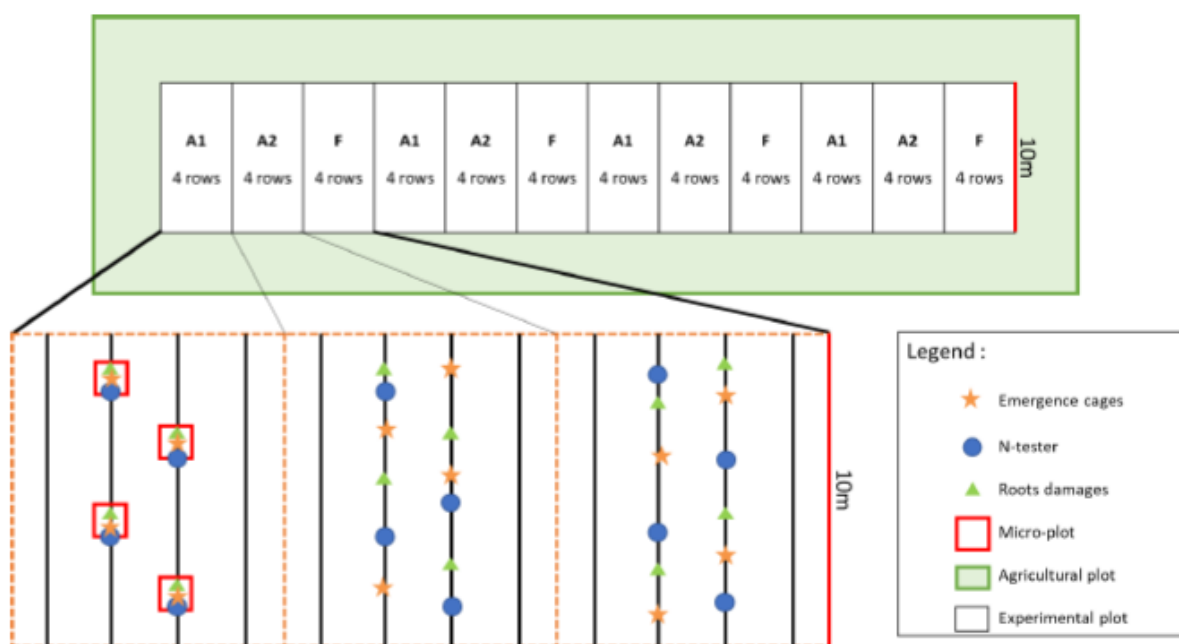 A1 A2 F A1 A2 F A1 A2 F A1 A2 F
4 rows 4 rows 4 rows 4 rows 4 rows 4 rows 4 rows 4 rows 4 rows 4 rows 4 rows 4 rows
10m
Legend :
Emergence cages
N-tester
Roots damages
Micro-plot
Agricultural plot
Experimental plot
10m